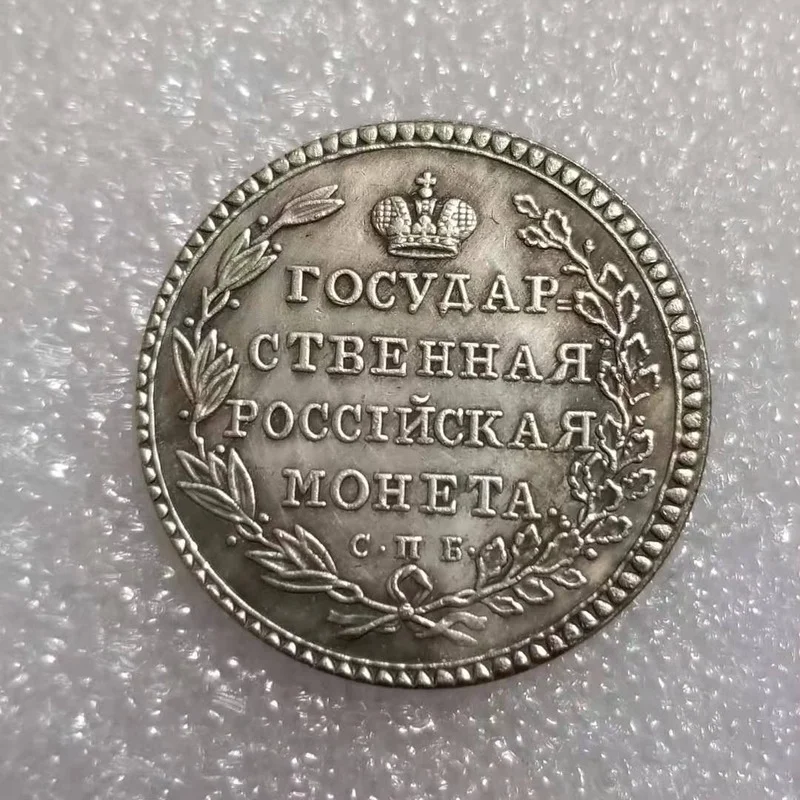 ГОСУДАР=
СТВЕННАЯ
РОССІЙСКАЯ
МОНЕТА.
С·П Б·